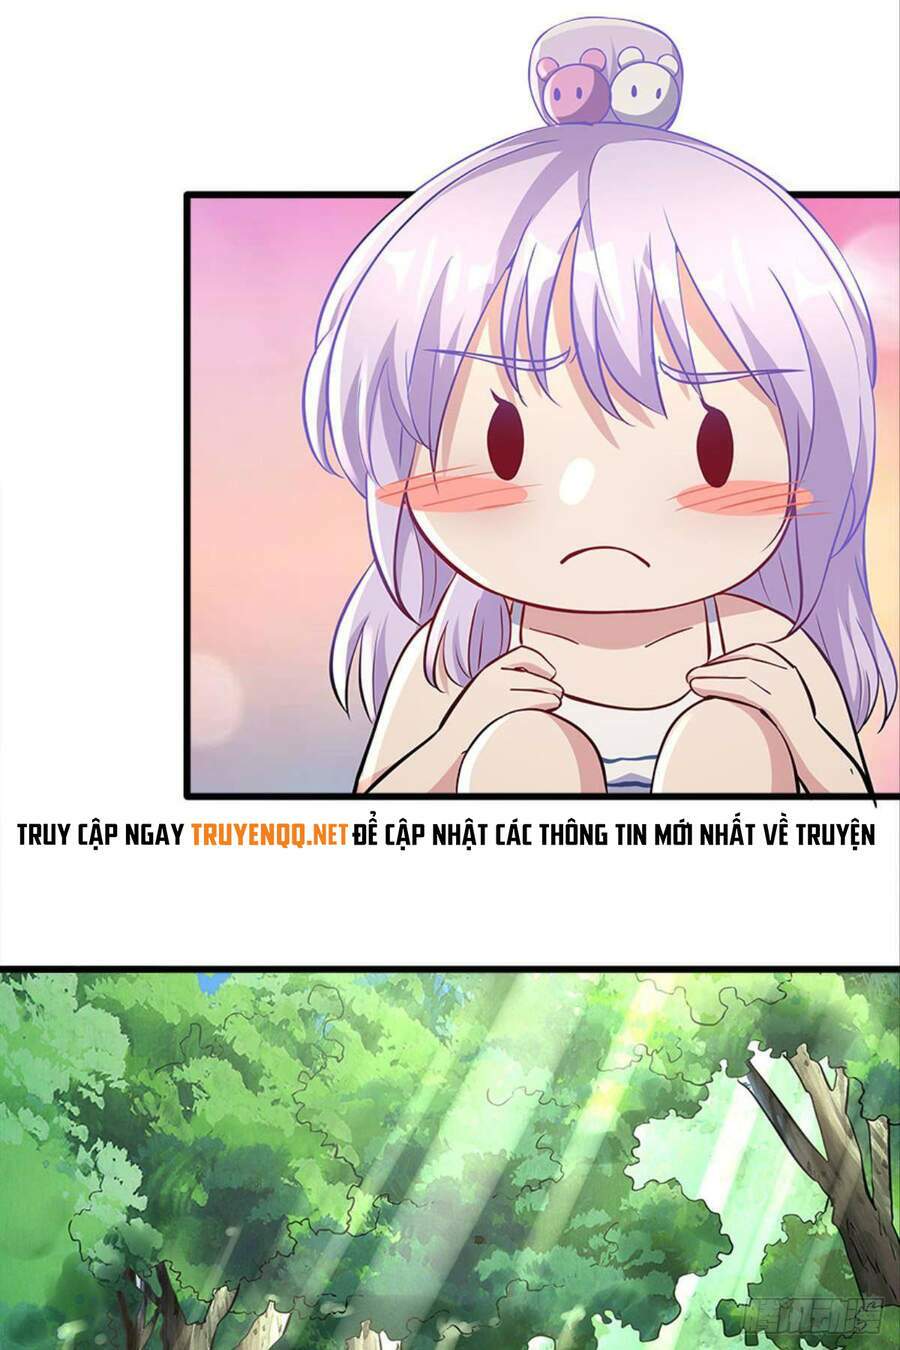 TRUY CẬP NGAY TRUYENQQ.NET ĐỂ CẬP NHẬT CÁC THÔNG TIN MỚI NHẤT VỀ TRUYỆN